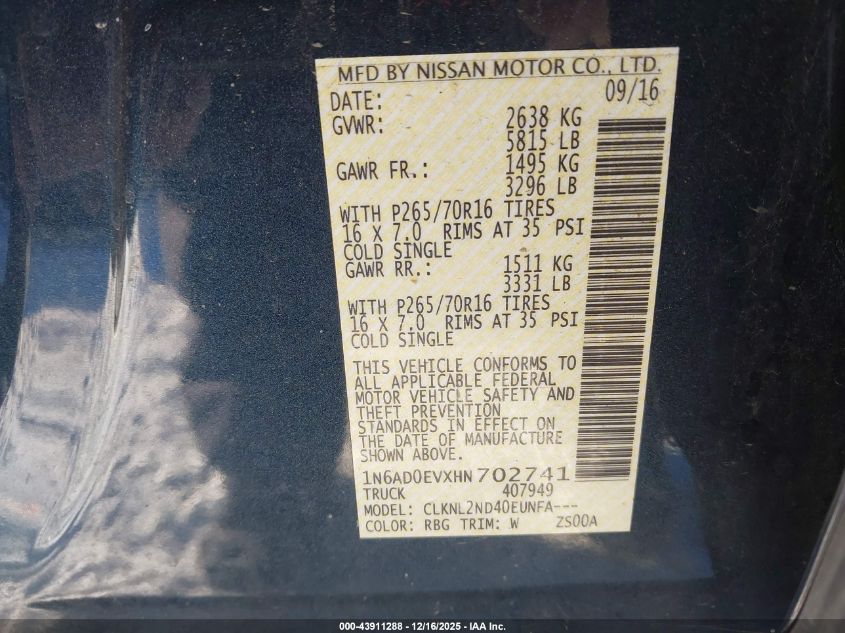 MFD BY NISSAN MOTOR CO., LTD.
DATE: 09/16
GVWR: 2638 KG
5815 LB
GAWR FR.: 1495 KG
3296 LB
WITH P265/70R16 TIRES
16 X 7.0 RIMS AT 35 PSI
COLD SINGLE
GAWR RR.: 1511 KG
3331 LB
WITH P265/70R16 TIRES
16 X 7.0 RIMS AT 35 PSI
COLD SINGLE
THIS VEHICLE CONFORMS TO
ALL APPLICABLE FEDERAL
MOTOR VEHICLE SAFETY AND
THEFT PREVENTION
STANDARDS IN EFFECT ON
THE DATE OF MANUFACTURE
SHOWN ABOVE.
1N6AD0EVXHN702741
TRUCK 407949
MODEL: CLKNL2ND40EUNFA---
COLOR: RBG TRIM: W ZS00A
000-43911288 - 12/16/2025 - IAA Inc.